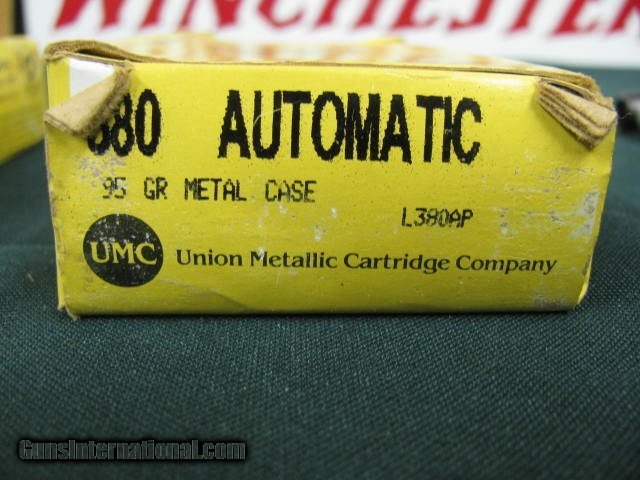 WINCHESTER
380 AUTOMATIC
95 GR METAL CASE
L380AP
UMC Union Metallic Cartridge Company
GunsInternational.com